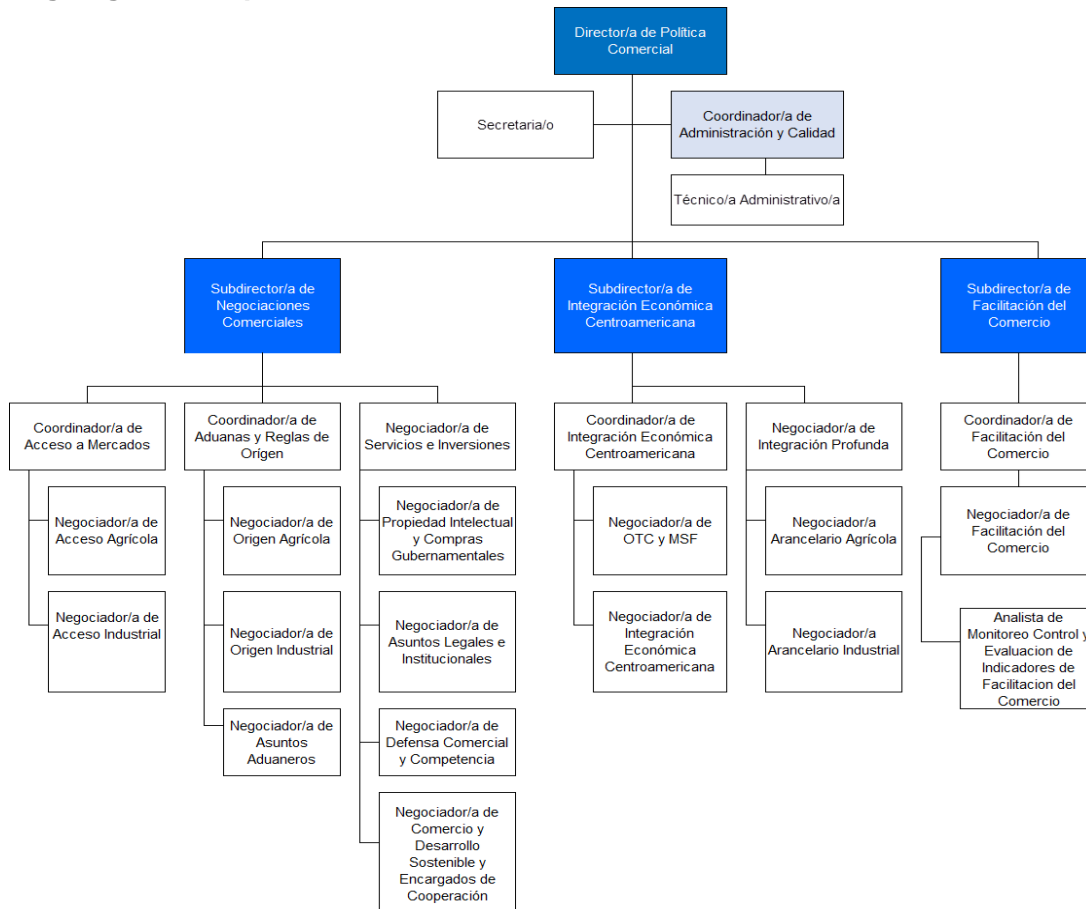 Director/a de Política
Comercial
Secretaria/o
Coordinador/a de
Administración y Calidad
Técnico/a Administrativo/a
Subdirector/a de
Negociaciones
Comerciales
Subdirector/a de
Integración Económica
Centroamericana
Subdirector/a de
Facilitación del
Comercio
Coordinador/a de
Acceso a Mercados
Coordinador/a de
Aduanas y Reglas de
Orígen
Negociador/a de
Servicios e Inversiones
Coordinador/a de
Integración Económica
Centroamericana
Negociador/a de
Integración Profunda
Coordinador/a de
Facilitación del
Comercio
Negociador/a de
Acceso Agrícola
Negociador/a de
Origen Agrícola
Negociador/a de
Propiedad Intelectual
y Compras
Gubernamentales
Negociador/a de
OTC y MSF
Negociador/a
Arancelario Agrícola
Negociador/a de
Facilitación del
Comercio
Negociador/a de
Acceso Industrial
Negociador/a de
Origen Industrial
Negociador/a de
Asuntos Legales e
Institucionales
Negociador/a de
Integración
Económica
Centroamericana
Negociador/a
Arancelario Industrial
Analista de
Monitoreo Control y
Evaluacion de
Indicadores de
Facilitacion del
Comercio
Negociador/a de
Asuntos
Aduaneros
Negociador/a de
Defensa Comercial
y Competencia
Negociador/a de
Comercio y
Desarrollo
Sostenible y
Encargados de
Cooperación